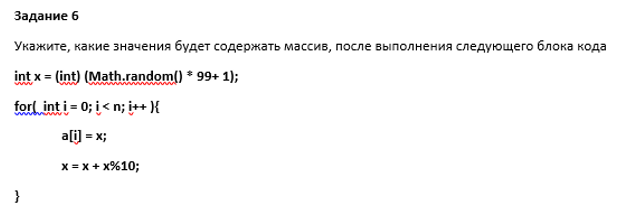 Задание 6
Укажите, какие значения будет содержать массив, после выполнения следующего блока кода
int x = (int) (Math.random() * 99+ 1);
for( int i = 0; i < n; i++ ){
a[i] = x;
x = x + x%10;
}